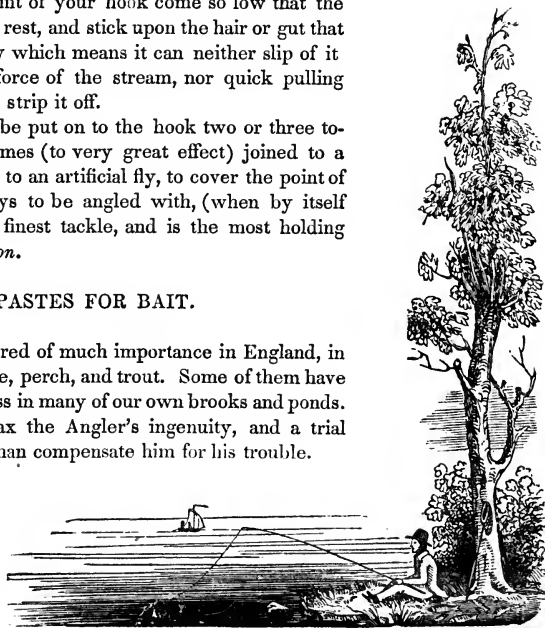 nt of your hook come so low that the
rest, and stick upon the hair or gut that
which means it can neither slip of it
force of the stream, nor quick pulling
strip it off.
be put on to the hook two or three to-
mes (to very great effect) joined to a
to an artificial fly, to cover the point of
ys to be angled with, (when by itself
finest tackle, and is the most holding
on.
PASTES FOR BAIT.
red of much importance in England, in
e, perch, and trout. Some of them have
ss in many of our own brooks and ponds.
ax the Angler's ingenuity, and a trial
han compensate him for his trouble.